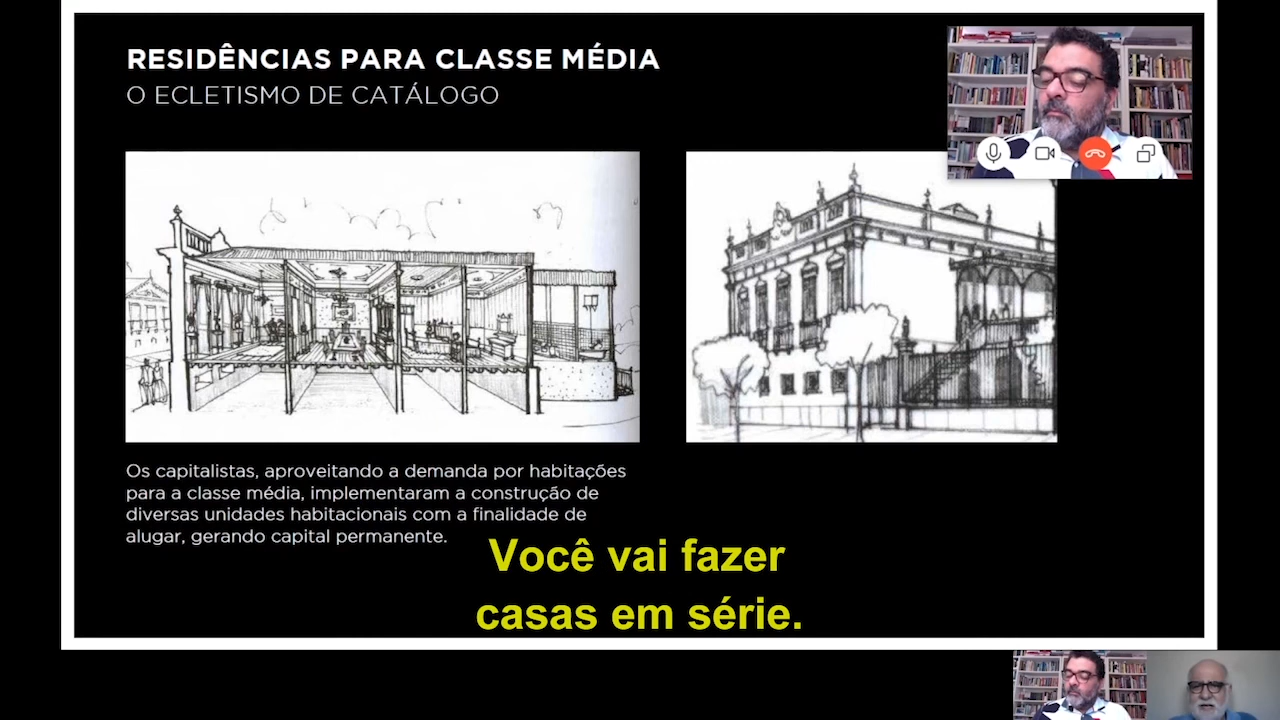 RESIDÊNCIAS PARA CLASSE MÉDIA
O ECLETISMO DE CATÁLOGO
Os capitalistas, aproveitando a demanda por habitações
para a classe média, implementaram a construção de
diversas unidades habitacionais com a finalidade de
alugar, gerando capital permanente.
Você vai fazer
casas em série.